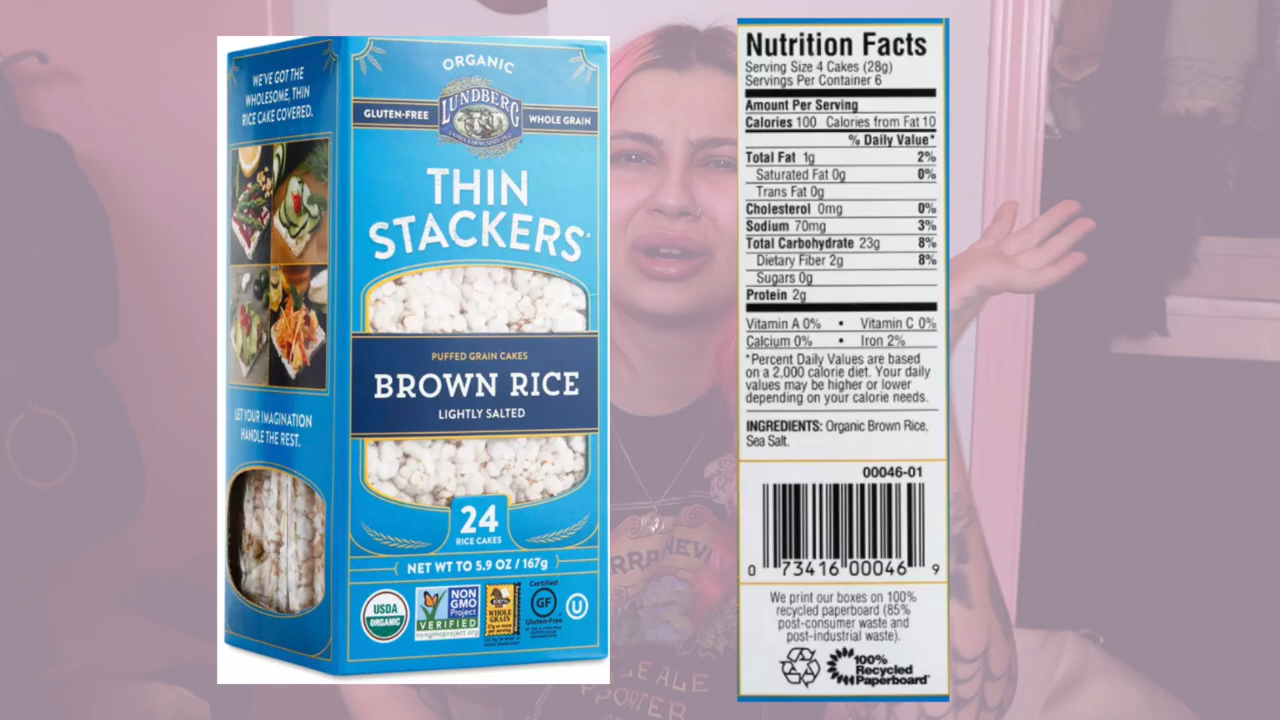 WE'VE GOT THE
WHOLESOME, THIN
RICE CAKE COVERED.
LET YOUR IMAGINATION
HANDLE THE REST.
ORGANIC
GLUTEN-FREE
LUNDBERG
WHOLE GRAIN
THIN
STACKERS
PUFFED GRAIN CAKES
BROWN RICE
LIGHTLY SALTED
24
RICE CAKES
NET WT TO 5.9 OZ / 167g
USDA
ORGANIC
NON
GMO
Project
VERIFIED
nongmoproject.org
100%
WHOLE
GRAIN
Certified
GF
Gluten-Free
U
Nutrition Facts
Serving Size 4 Cakes (28g)
Servings Per Container 6
Amount Per Serving
Calories 100 Calories from Fat 10
% Daily Value*
Total Fat 1g 2%
Saturated Fat 0g 0%
Trans Fat 0g
Cholesterol 0mg 0%
Sodium 70mg 3%
Total Carbohydrate 23g 8%
Dietary Fiber 2g 8%
Sugars 0g
Protein 2g
Vitamin A 0% • Vitamin C 0%
Calcium 0% • Iron 2%
*Percent Daily Values are based
on a 2,000 calorie diet. Your daily
values may be higher or lower
depending on your calorie needs.
INGREDIENTS: Organic Brown Rice,
Sea Salt.
00046-01
0 73416 00046 9
We print our boxes on 100%
recycled paperboard (85%
post-consumer waste and
post-industrial waste).
100%
Recycled
Paperboard
ALE
PORTER